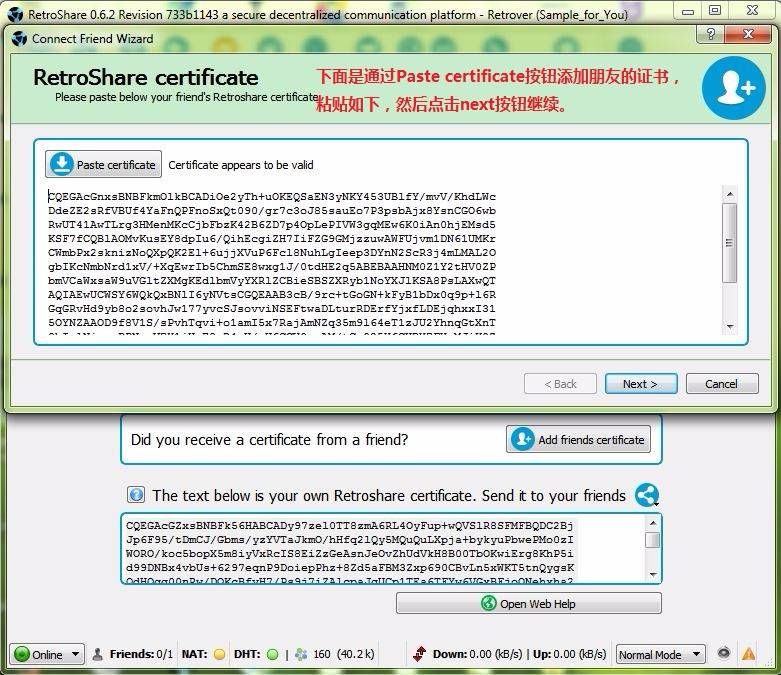 RetroShare 0.6.2 Revision 733b1143 a secure decentralized communication platform - Retrover (Sample_for_You)
Connect Friend Wizard
RetroShare certificate
Please paste below your friend's Retroshare certificate
下面是通过Paste certificate按钮添加朋友的证书，
粘贴如下，然后点击next按钮继续。
Paste certificate
Certificate appears to be valid
CQEGAcGnxsBNBFkmOlkBCADiOe2yTh+uOKEQSaEN3yNKY453UBlfY/mvV/KhdLWc
DdeZE2sRfVBUf4YaFnQPFnoSxQt090/gr7c3oJ85sauEo7P3psbAjx8YsnCGO6wb
RwUT41AwTLrg3HMenMKcCjbFbzK42B6ZD7p4OpLePIVW3gqMEw6K0iAn0hjEMsd5
KSF7fCQBlAOMvKusEY8dpIu6/QihEcgiZH7IiFZG9GMjzzuwAWFUjvm1DN61UMKr
CWmbPx2sknizNoQXpQK2El+6ujjXVuP6Fcl8NuhLgIeep3DYnN2ScR3j4mLMAL2O
gbIKcNmbNrd1xV/+XqEwrIb5ChmSE8wxg1J/0tdHE2q5ABEBAAHNM0Z1Y2tHV0ZP
bmVCaWxsaW9uVGltZXMgKEdlbmVyYXRlZCBieSBSZXRyb1NoYXJlKSA8PsLAXwQT
AQIAEwUCWSY6WQkQxBNlI6yNVtsCGQEAAB3cB/9rc+tGoGN+kFyB1bDx0q9p+l6R
GqGRvHd9yb8o2sovhJw177yvcSJsovviNSEFtwaDLturRDErfYjxfLDEjqhxxI31
5OYNZAAOD9f8V1S/sPvhTqvi+o1amI5x7RajAmNZq35m9l64eT1zJU2YhnqGtXnT
< Back
Next >
Cancel
Did you receive a certificate from a friend?
Add friends certificate
The text below is your own Retroshare certificate. Send it to your friends
CQEGAcGZxsBNBFk56HABCADy97zel0TT8zmA6RL4OyFup+wQVSlR8SFMFBQDC2Bj
Jp6F95/tDmCJ/Gbms/yzYVTaJkmO/hHfq2lQy5MQuQuLXpja+bykyuPbwePMo0zI
WORO/koc5bopX5m8iyVxRcIS8EiZzGeAsnJeOvZhUdVkH8B00TbOKwiErg8KhP5i
d99DNBx4vbUs+6297eqnP9DoiepPhz+8Zd5aFBM3Zxp690CBvLn5xWKT5tnQygsK
Open Web Help
Online
Friends: 0/1
NAT:
DHT:
160 (40.2 k)
Down: 0.00 (kB/s) | Up: 0.00 (kB/s)
Normal Mode